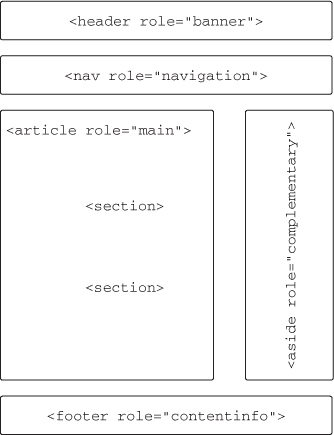 <header role="banner">
<nav role="navigation">
<article role="main">
<section>
<section>
<aside role="complementary">
<footer role="contentinfo">